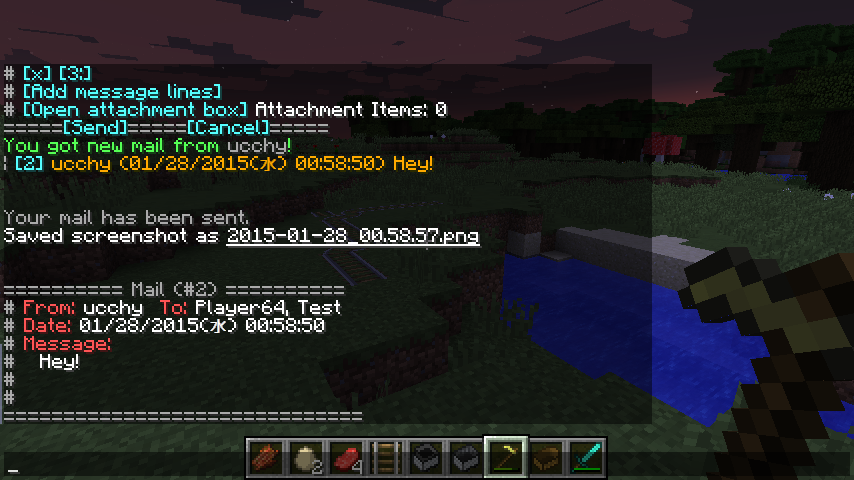 # [x] [3:]
# [Add message lines]
# [Open attachment box] Attachment Items: 0
=====[Send]=====[Cancel]=====
You got new mail from ucchy!
¦ [2] ucchy (01/28/2015(水) 00:58:50) Hey!
Your mail has been sent.
Saved screenshot as 2015-01-28_00.58.57.png
========== Mail (#2) ==========
# From: ucchy  To: Player64, Test
# Date: 01/28/2015(水) 00:58:50
# Message:
#   Hey!
#
#
==============================
2 4
_